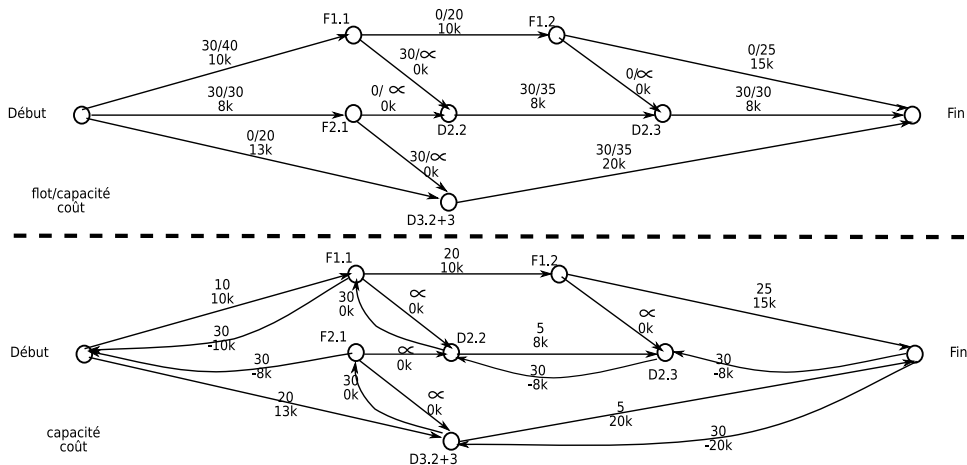 F1.1
0/20
10k
F1.2
30/40
10k
30/∝
0k
0/25
15k
0/∝
0k
Début
30/30
8k
0/ ∝
0k
30/35
8k
30/30
8k
Fin
F2.1
D2.2
D2.3
0/20
13k
30/∝
0k
30/35
20k
flot/capacité
coût
D3.2+3
F1.1
20
10k
F1.2
10
10k
30
0k
∝
0k
25
15k
∝
0k
30
-10k
Début
F2.1
D2.2
5
8k
Fin
30
-8k
∝
0k
30
-8k
D2.3
30
-8k
20
13k
30
0k
∝
0k
5
20k
30
-20k
capacité
coût
D3.2+3